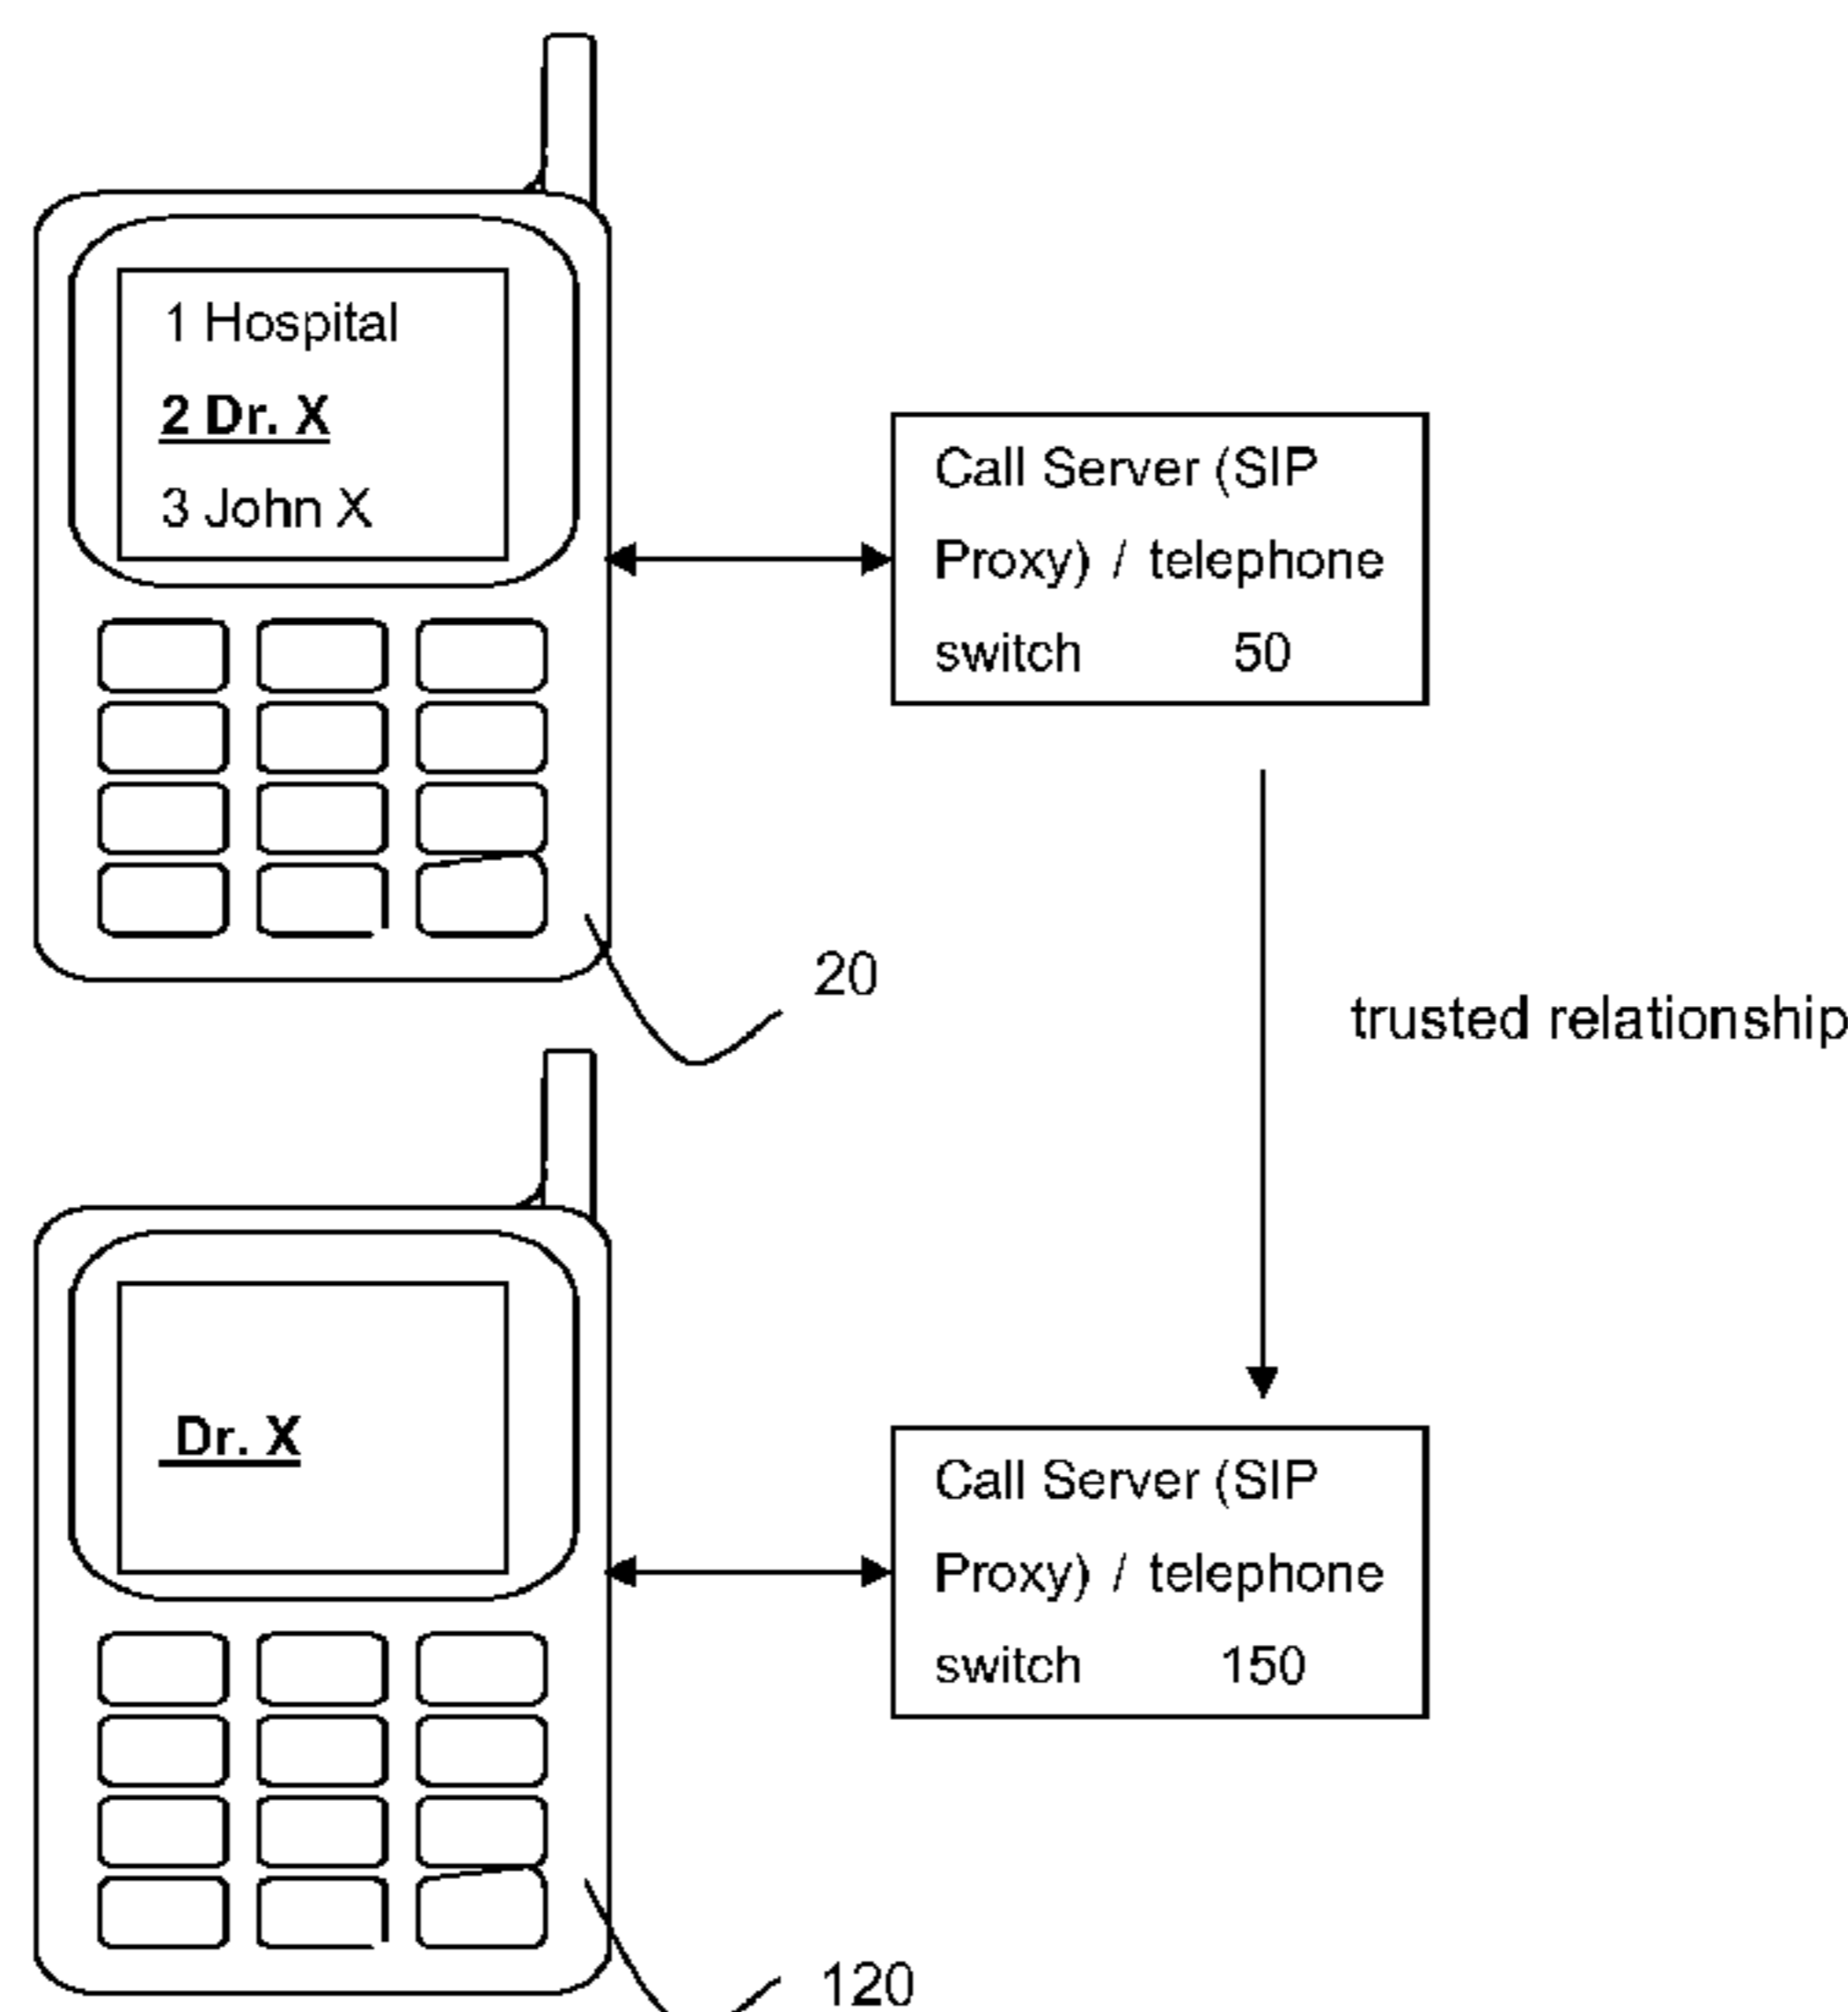 1 Hospital
2 Dr. X
3 John X
Call Server (SIP
Proxy) / telephone
switch 50
20
trusted relationship
Dr. X
Call Server (SIP
Proxy) / telephone
switch 150
120